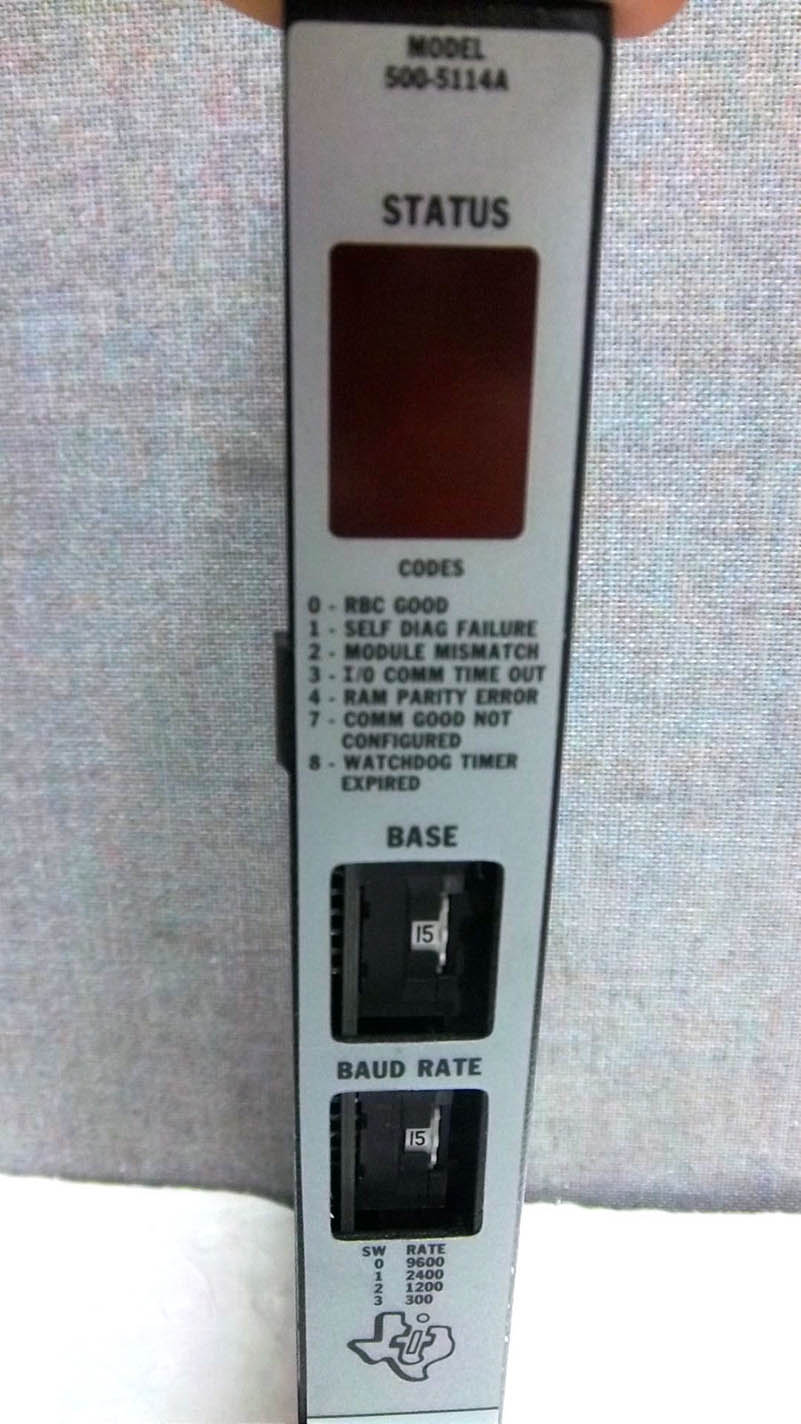 MODEL
500-5114A
STATUS
CODES
0 - RBC GOOD
1 - SELF DIAG FAILURE
2 - MODULE MISMATCH
3 - I/O COMM TIME OUT
4 - RAM PARITY ERROR
7 - COMM GOOD NOT
CONFIGURED
8 - WATCHDOG TIMER
EXPIRED
BASE
15
BAUD RATE
15
SW RATE
0 9600
1 2400
2 1200
3 300